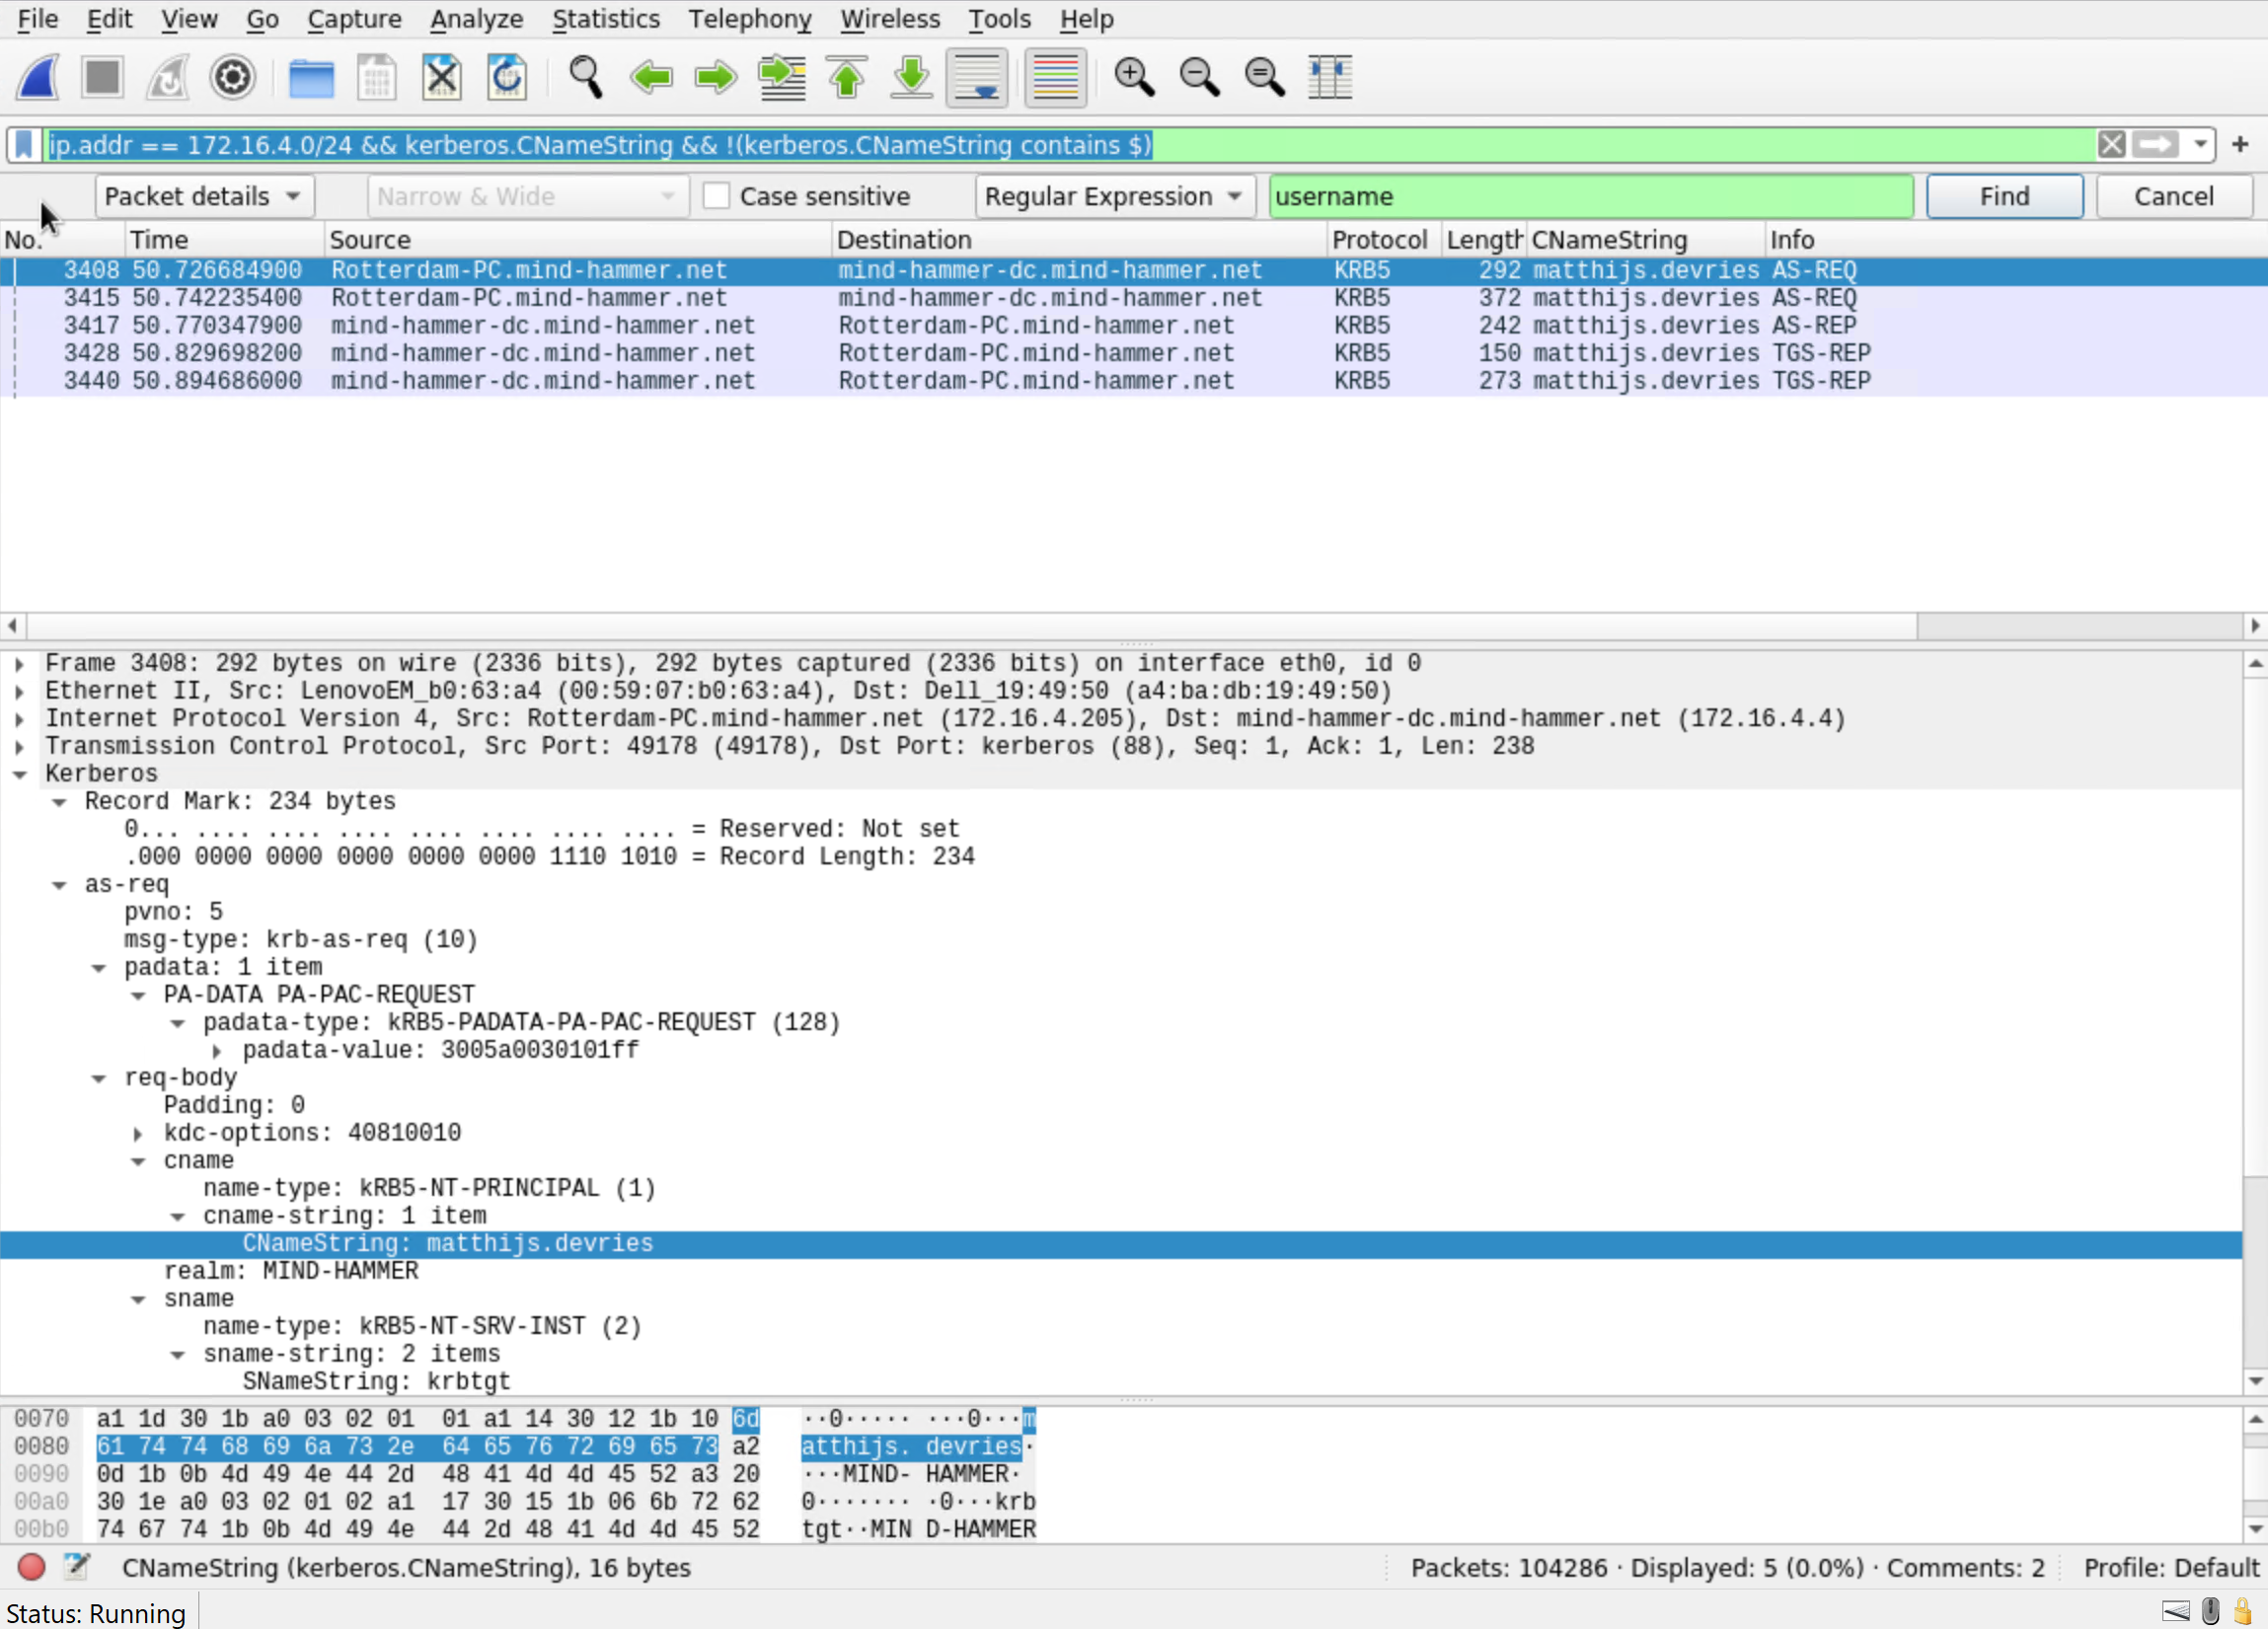 File Edit View Go Capture Analyze Statistics Telephony Wireless Tools Help
ip.addr == 172.16.4.0/24 && kerberos.CNameString && !(kerberos.CNameString contains $)
+
Packet details Narrow & Wide Case sensitive Regular Expression username Find Cancel
No. Time Source Destination Protocol Length CNameString Info
3408 50.726684900 Rotterdam-PC.mind-hammer.net mind-hammer-dc.mind-hammer.net KRB5 292 matthijs.devries AS-REQ
3415 50.742235400 Rotterdam-PC.mind-hammer.net mind-hammer-dc.mind-hammer.net KRB5 372 matthijs.devries AS-REQ
3417 50.770347900 mind-hammer-dc.mind-hammer.net Rotterdam-PC.mind-hammer.net KRB5 242 matthijs.devries AS-REP
3428 50.829698200 mind-hammer-dc.mind-hammer.net Rotterdam-PC.mind-hammer.net KRB5 150 matthijs.devries TGS-REP
3440 50.894686000 mind-hammer-dc.mind-hammer.net Rotterdam-PC.mind-hammer.net KRB5 273 matthijs.devries TGS-REP
Frame 3408: 292 bytes on wire (2336 bits), 292 bytes captured (2336 bits) on interface eth0, id 0
Ethernet II, Src: LenovoEM_b0:63:a4 (00:59:07:b0:63:a4), Dst: Dell_19:49:50 (a4:ba:db:19:49:50)
Internet Protocol Version 4, Src: Rotterdam-PC.mind-hammer.net (172.16.4.205), Dst: mind-hammer-dc.mind-hammer.net (172.16.4.4)
Transmission Control Protocol, Src Port: 49178 (49178), Dst Port: kerberos (88), Seq: 1, Ack: 1, Len: 238
Kerberos
Record Mark: 234 bytes
0... .... .... .... .... .... .... .... = Reserved: Not set
.000 0000 0000 0000 0000 0000 1110 1010 = Record Length: 234
as-req
pvno: 5
msg-type: krb-as-req (10)
padata: 1 item
PA-DATA PA-PAC-REQUEST
padata-type: kRB5-PADATA-PA-PAC-REQUEST (128)
padata-value: 3005a0030101ff
req-body
Padding: 0
kdc-options: 40810010
cname
name-type: kRB5-NT-PRINCIPAL (1)
cname-string: 1 item
CNameString: matthijs.devries
realm: MIND-HAMMER
sname
name-type: kRB5-NT-SRV-INST (2)
sname-string: 2 items
SNameString: krbtgt
0070 a1 1d 30 1b a0 03 02 01 01 a1 14 30 12 1b 10 6d ··0····· ···0···m
0080 61 74 74 68 69 6a 73 2e 64 65 76 72 69 65 73 a2 atthijs. devries·
0090 0d 1b 0b 4d 49 4e 44 2d 48 41 4d 4d 45 52 a3 20 ···MIND- HAMMER·
00a0 30 1e a0 03 02 01 02 a1 17 30 15 1b 06 6b 72 62 0······· ·0···krb
00b0 74 67 74 1b 0b 4d 49 4e 44 2d 48 41 4d 4d 45 52 tgt··MIN D-HAMMER
CNameString (kerberos.CNameString), 16 bytes Packets: 104286 · Displayed: 5 (0.0%) · Comments: 2 Profile: Default
Status: Running